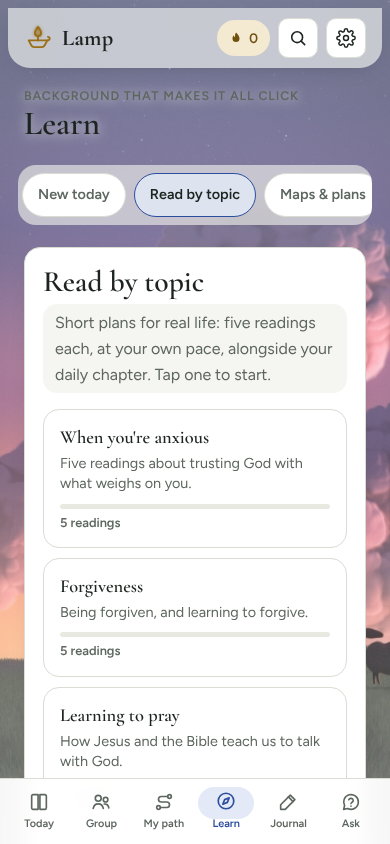 Lamp
0
BACKGROUND THAT MAKES IT ALL CLICK
Learn
New today
Read by topic
Maps & plans
Read by topic
Short plans for real life: five readings
each, at your own pace, alongside your
daily chapter. Tap one to start.
When you're anxious
Five readings about trusting God with
what weighs on you.
5 readings
Forgiveness
Being forgiven, and learning to forgive.
5 readings
Learning to pray
How Jesus and the Bible teach us to talk
with God.
Today
Group
My path
Learn
Journal
Ask